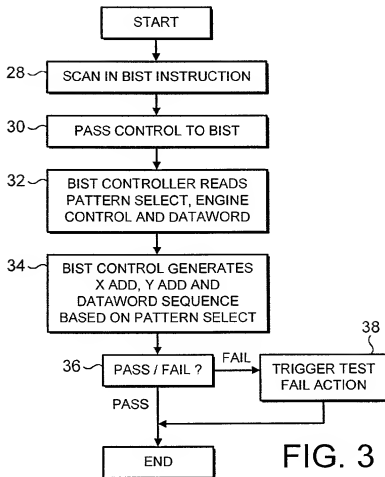 START
28
SCAN IN BIST INSTRUCTION
30
PASS CONTROL TO BIST
32
BIST CONTROLLER READS
PATTERN SELECT, ENGINE
CONTROL AND DATAWORD
34
BIST CONTROL GENERATES
X ADD, Y ADD AND
DATAWORD SEQUENCE
BASED ON PATTERN SELECT
36
PASS / FAIL ?
FAIL
38
TRIGGER TEST
FAIL ACTION
PASS
END
FIG. 3